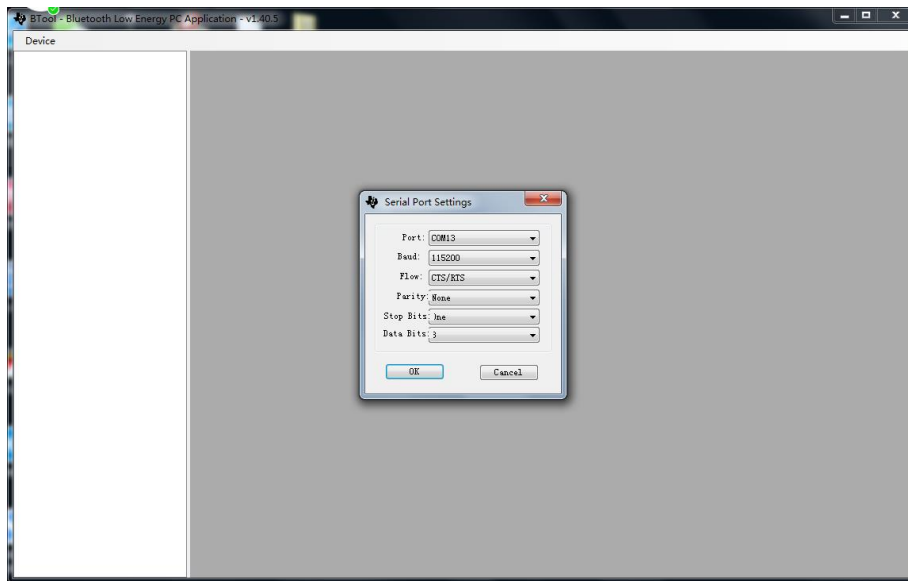 BTool - Bluetooth Low Energy PC Application - v1.40.5
Device
Serial Port Settings
Port: COM13
Baud: 115200
Flow: CTS/RTS
Parity: None
Stop Bits:
Data Bits:
OK Cancel